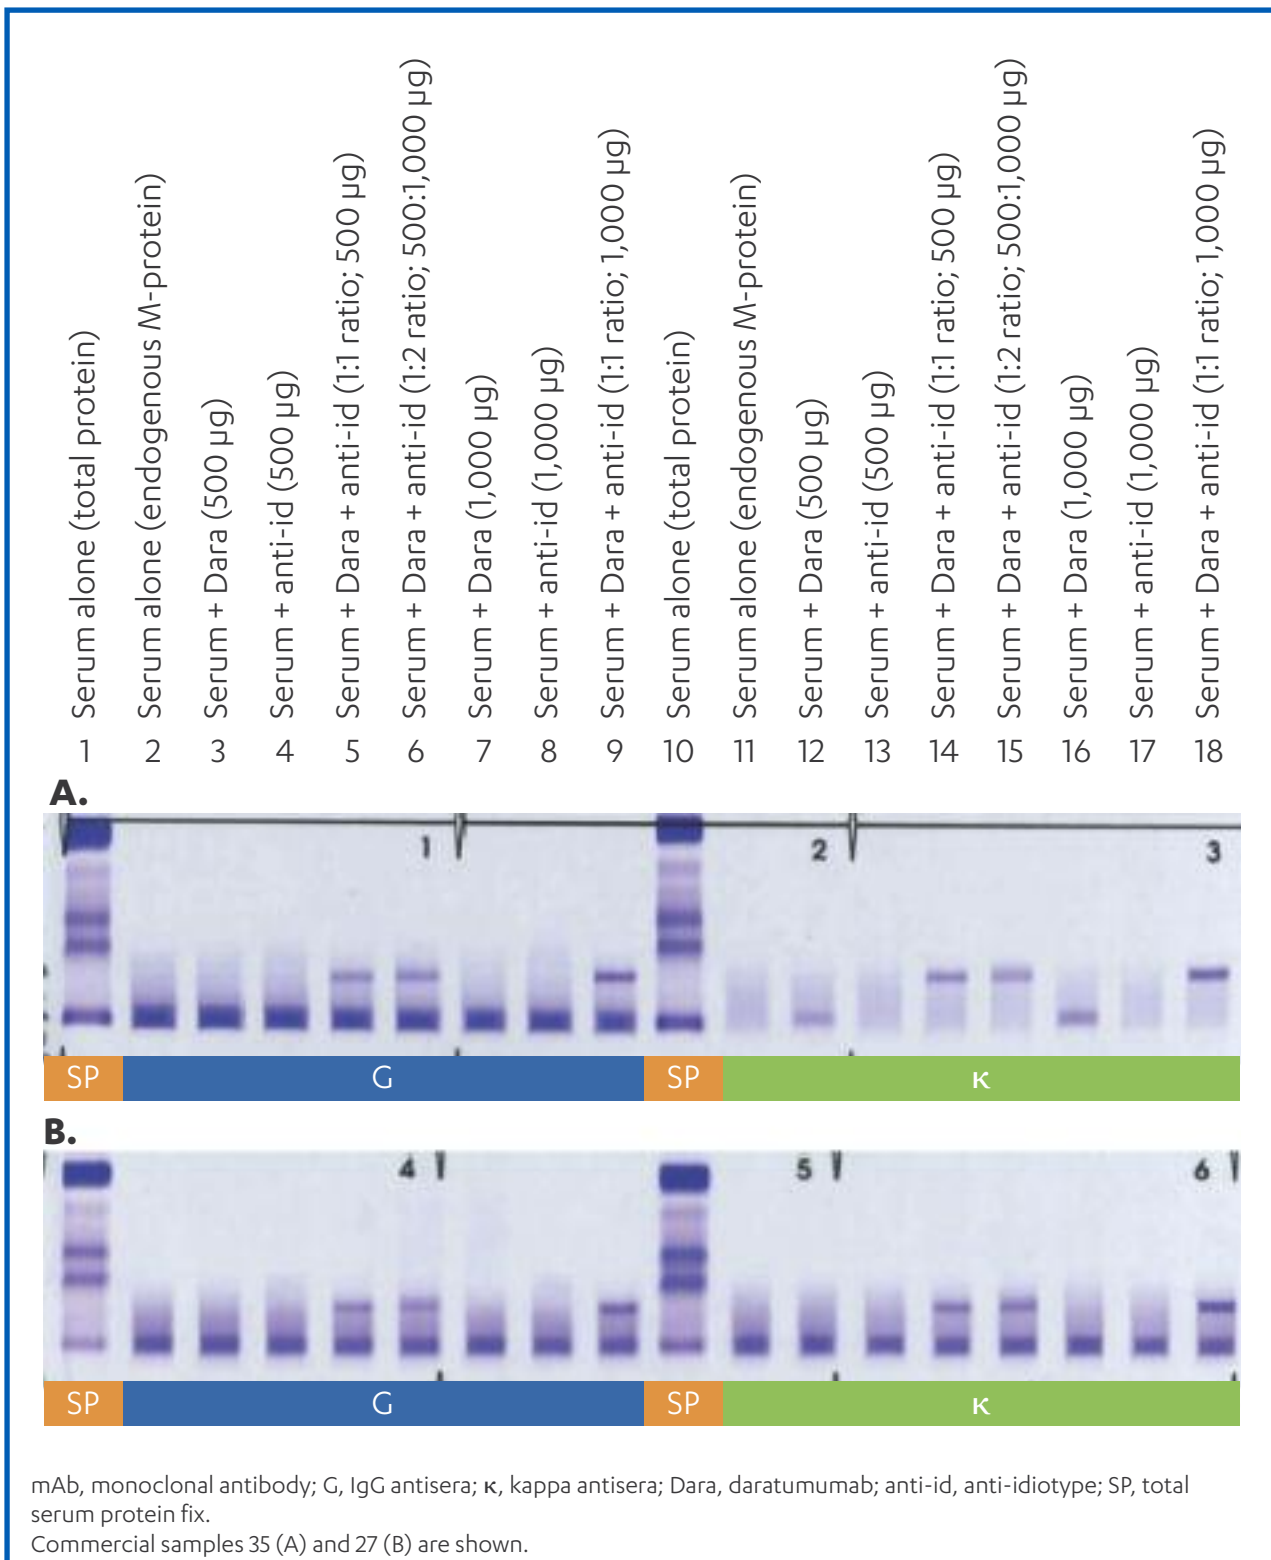 Serum alone (total protein)
Serum alone (endogenous M-protein)
Serum + Dara (500 µg)
Serum + anti-id (500 µg)
Serum + Dara + anti-id (1:1 ratio; 500 µg)
Serum + Dara + anti-id (1:2 ratio; 500:1,000 µg)
Serum + Dara (1,000 µg)
Serum + anti-id (1,000 µg)
Serum + Dara + anti-id (1:1 ratio; 1,000 µg)
Serum alone (total protein)
Serum alone (endogenous M-protein)
Serum + Dara (500 µg)
Serum + anti-id (500 µg)
Serum + Dara + anti-id (1:1 ratio; 500 µg)
Serum + Dara + anti-id (1:2 ratio; 500:1,000 µg)
Serum + Dara (1,000 µg)
Serum + anti-id (1,000 µg)
Serum + Dara + anti-id (1:1 ratio; 1,000 µg)
1 2 3 4 5 6 7 8 9 10 11 12 13 14 15 16 17 18
A.
1 2 3
SP G SP κ
B.
4 5 6
SP G SP κ
mAb, monoclonal antibody; G, IgG antisera; κ, kappa antisera; Dara, daratumumab; anti-id, anti-idiotype; SP, total
serum protein fix.
Commercial samples 35 (A) and 27 (B) are shown.